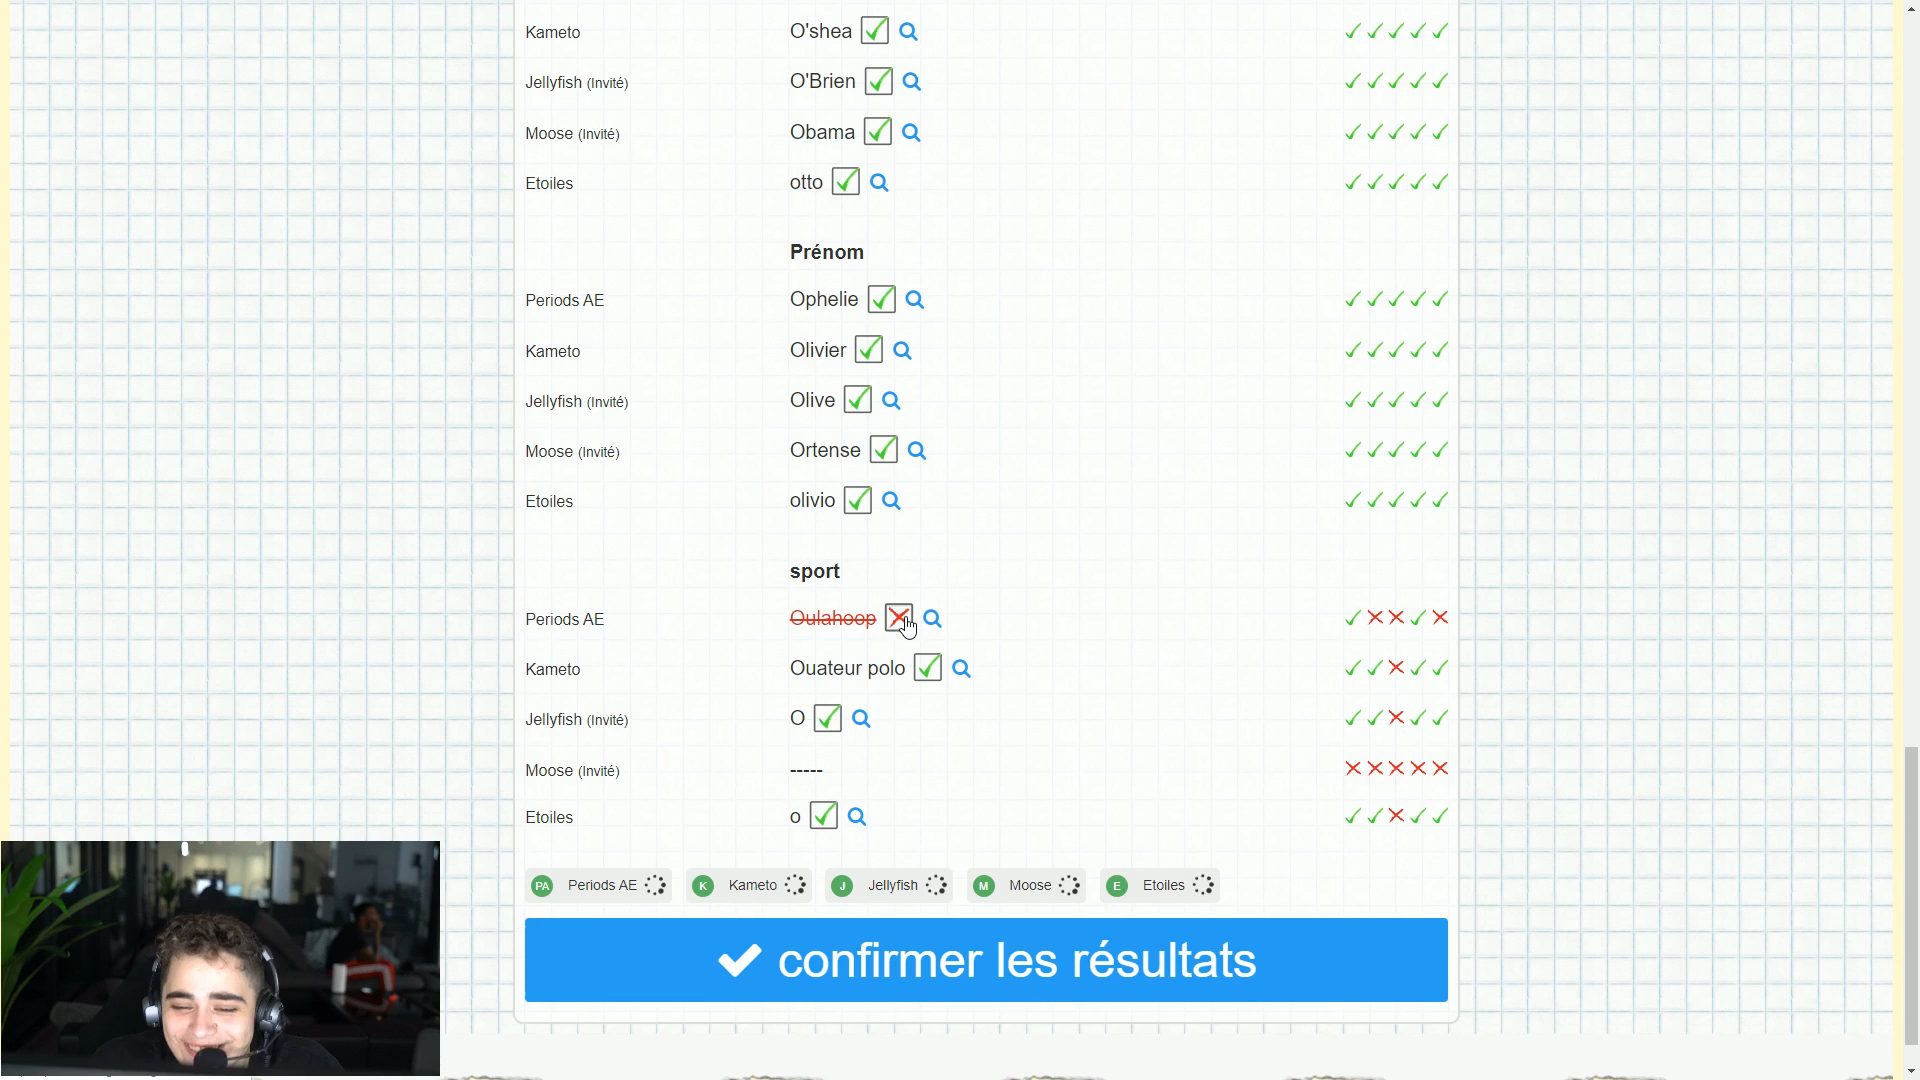 Kameto O'shea
Jellyfish (Invité) O'Brien
Moose (Invité) Obama
Etoiles otto
Prénom
Periods AE Ophelie
Kameto Olivier
Jellyfish (Invité) Olive
Moose (Invité) Ortense
Etoiles olivio
sport
Periods AE Oulahoop
Kameto Ouateur polo
Jellyfish (Invité) O
Moose (Invité) -----
Etoiles o
PA Periods AE K Kameto J Jellyfish M Moose E Etoiles
confirmer les résultats